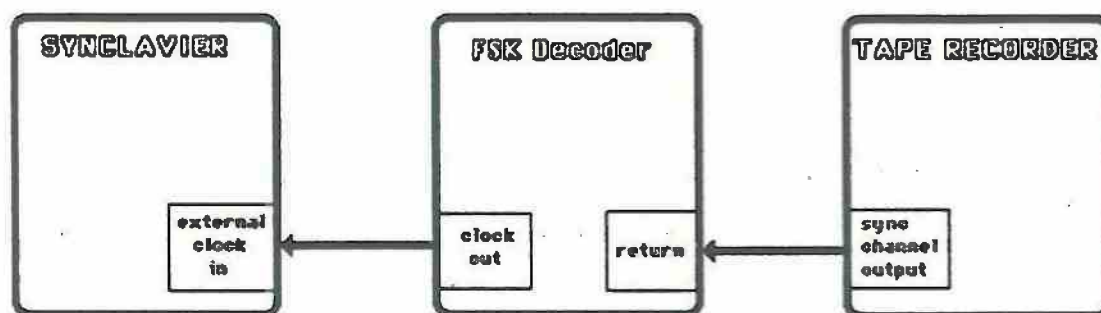 SYNCLAVIER
FSK Decoder
TAPE RECORDER
external
clock
in
clock
out
return
sync
channel
output